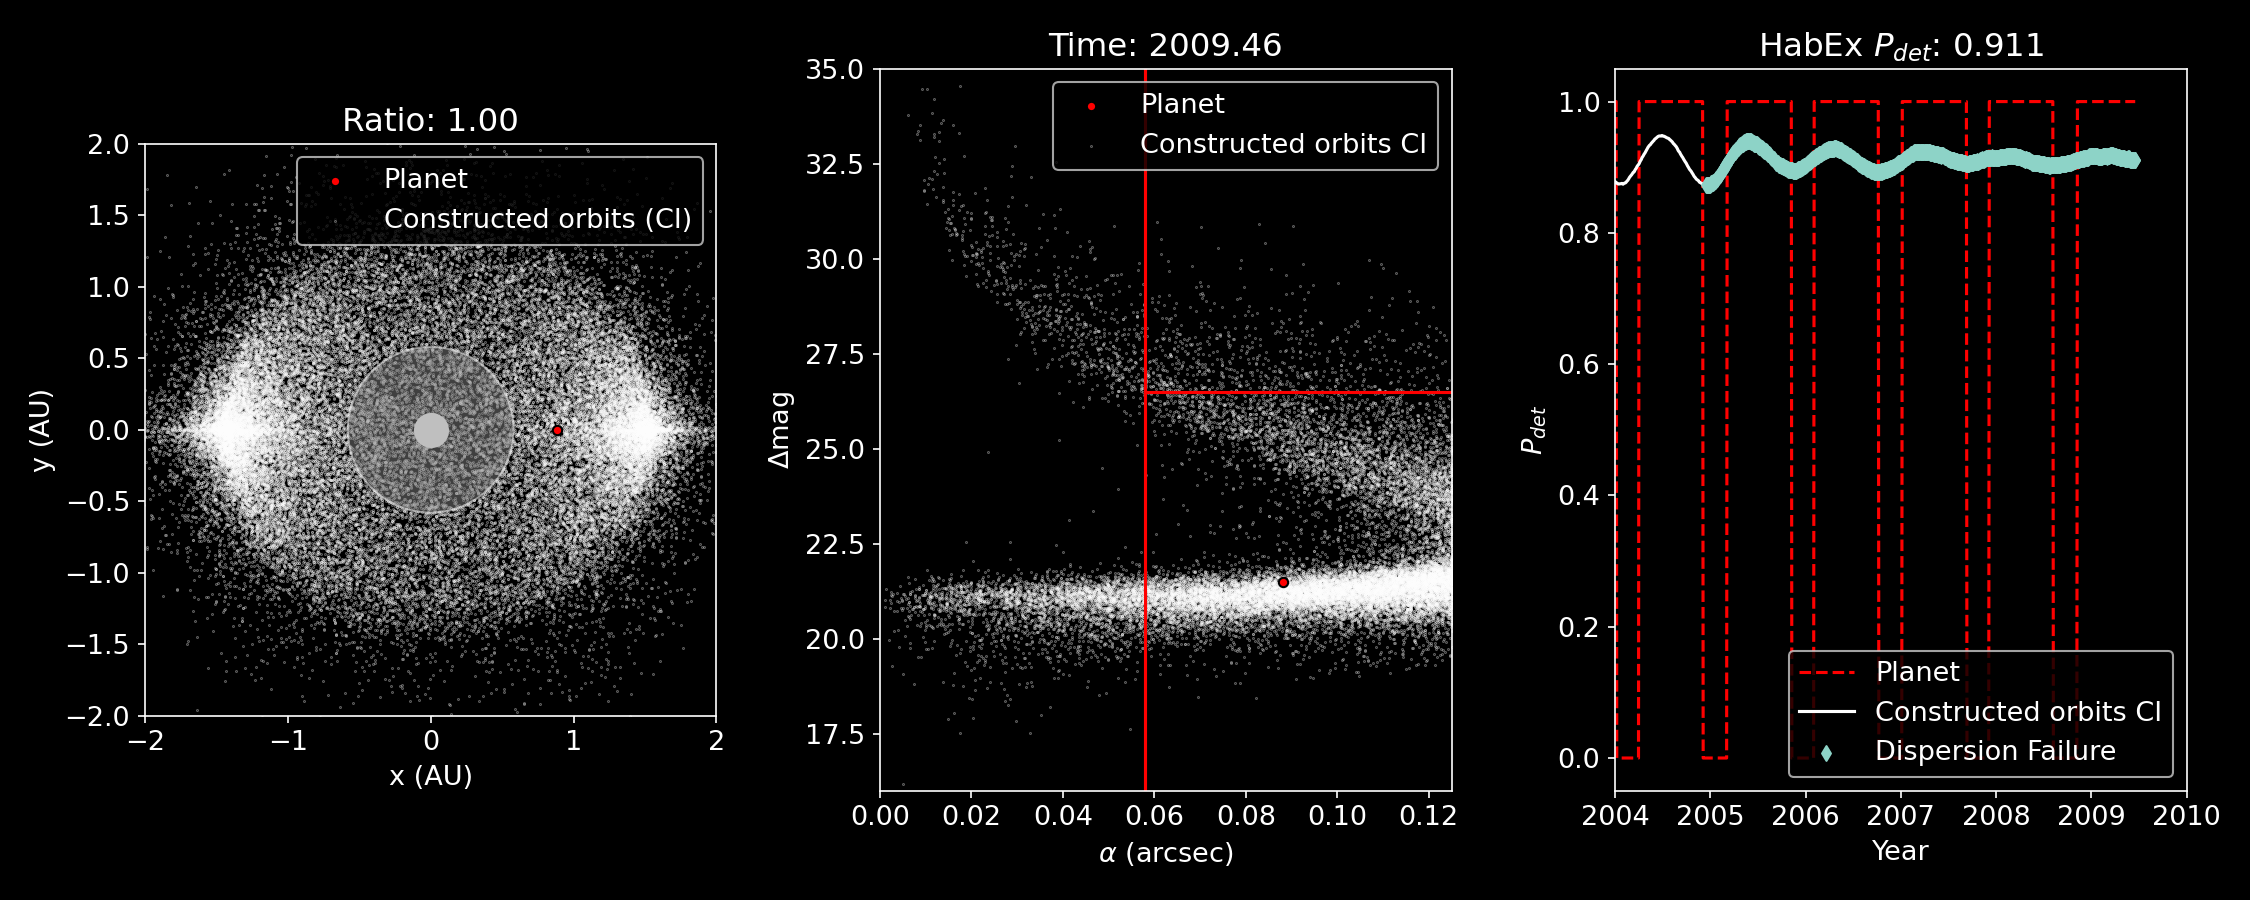 Ratio: 1.00
Planet
Constructed orbits (CI)
2.0
1.5
1.0
0.5
0.0
−0.5
−1.0
−1.5
−2.0
y (AU)
−2
−1
0
1
2
x (AU)
Time: 2009.46
Planet
Constructed orbits CI
35.0
32.5
30.0
27.5
25.0
22.5
20.0
17.5
Δmag
0.00
0.02
0.04
0.06
0.08
0.10
0.12
α (arcsec)
HabEx P_det: 0.911
1.0
0.8
0.6
0.4
0.2
0.0
P_det
Planet
Constructed orbits CI
Dispersion Failure
2004
2005
2006
2007
2008
2009
2010
Year